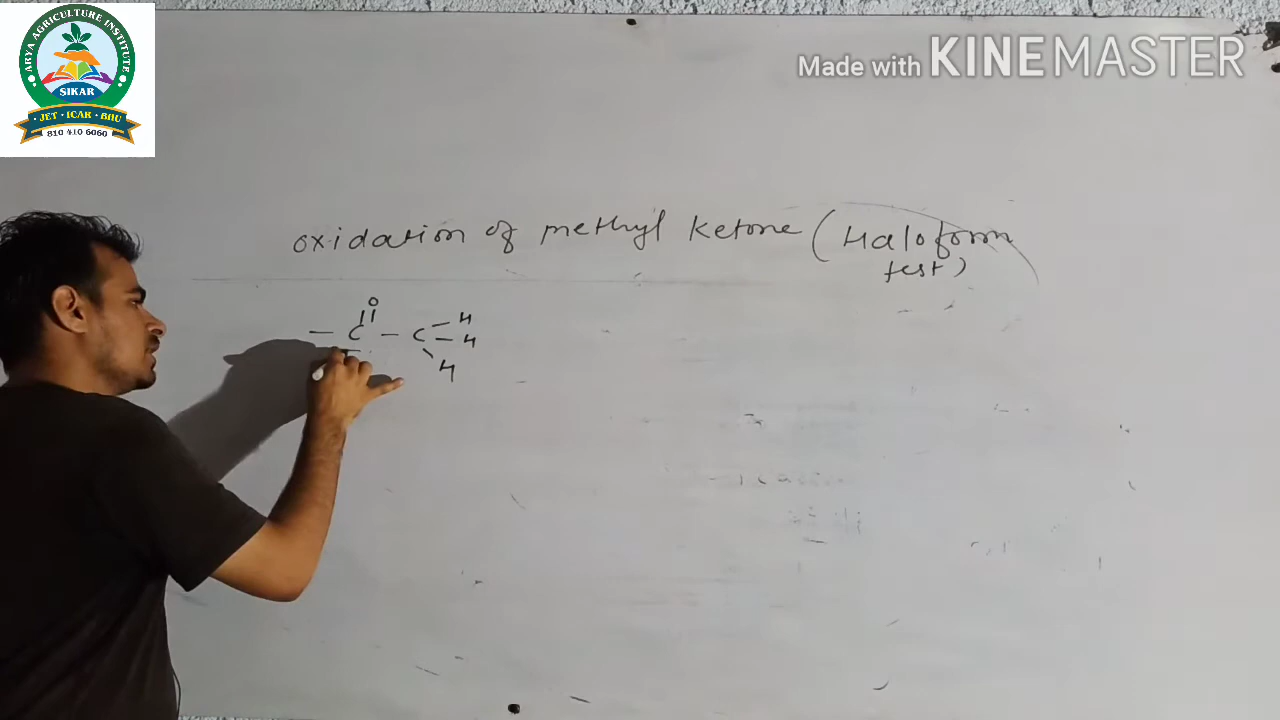 ARYA AGRICULTURE INSTITUTE
SIKAR
• JET • ICAR • BHU •
810 410 6060
Made with KINEMASTER
oxidation of methyl ketone (Haloform
test)
O
- C - C - H
- H
H